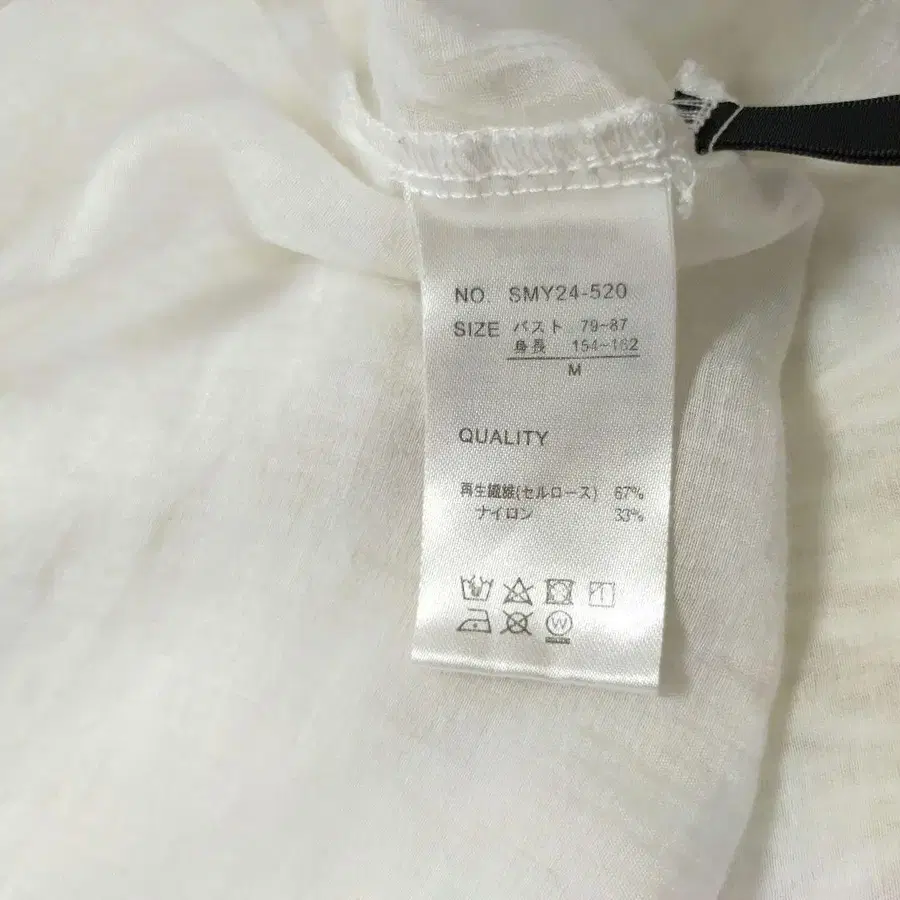 NO. SMY24-520
SIZE バスト 79~87
身長 154~162
M
QUALITY
再生繊維(セルロース) 67%
ナイロン 33%
W